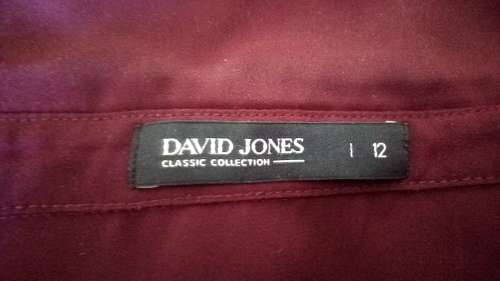 DAVID JONES | 12
CLASSIC COLLECTION